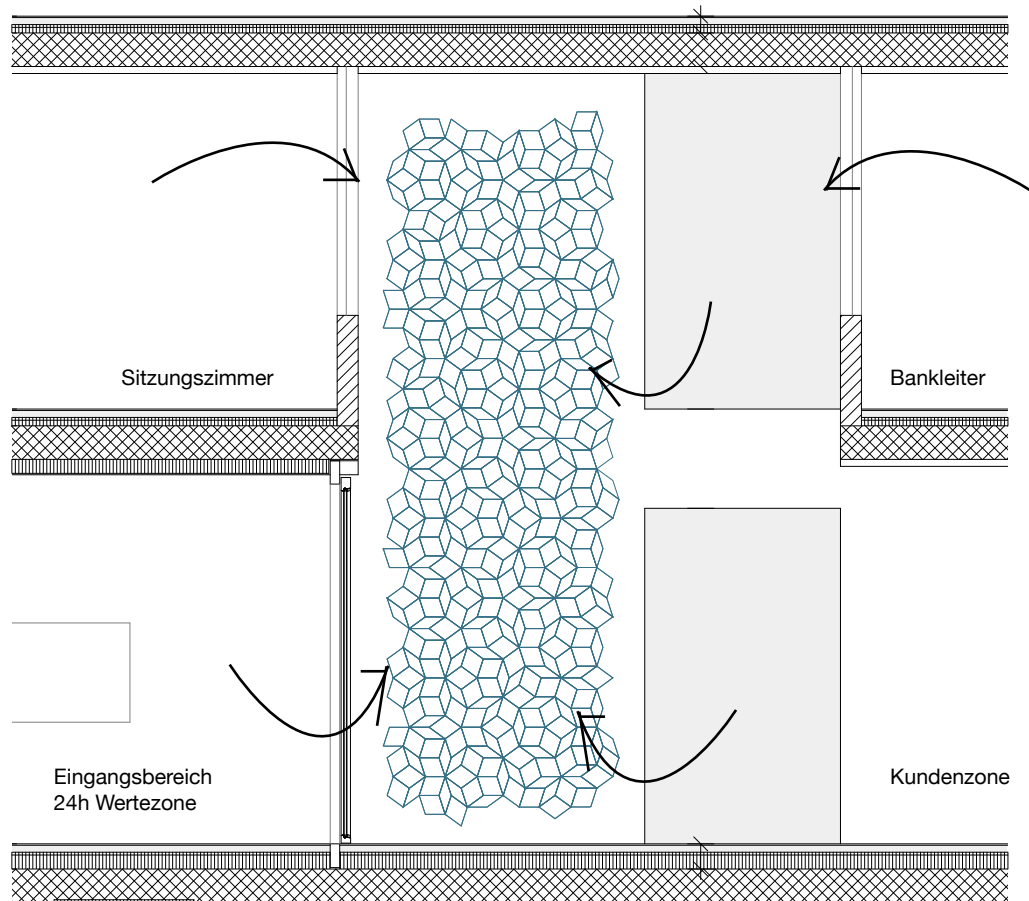 Sitzungszimmer
Bankleiter
Eingangsbereich
24h Wertezone
Kundenzone